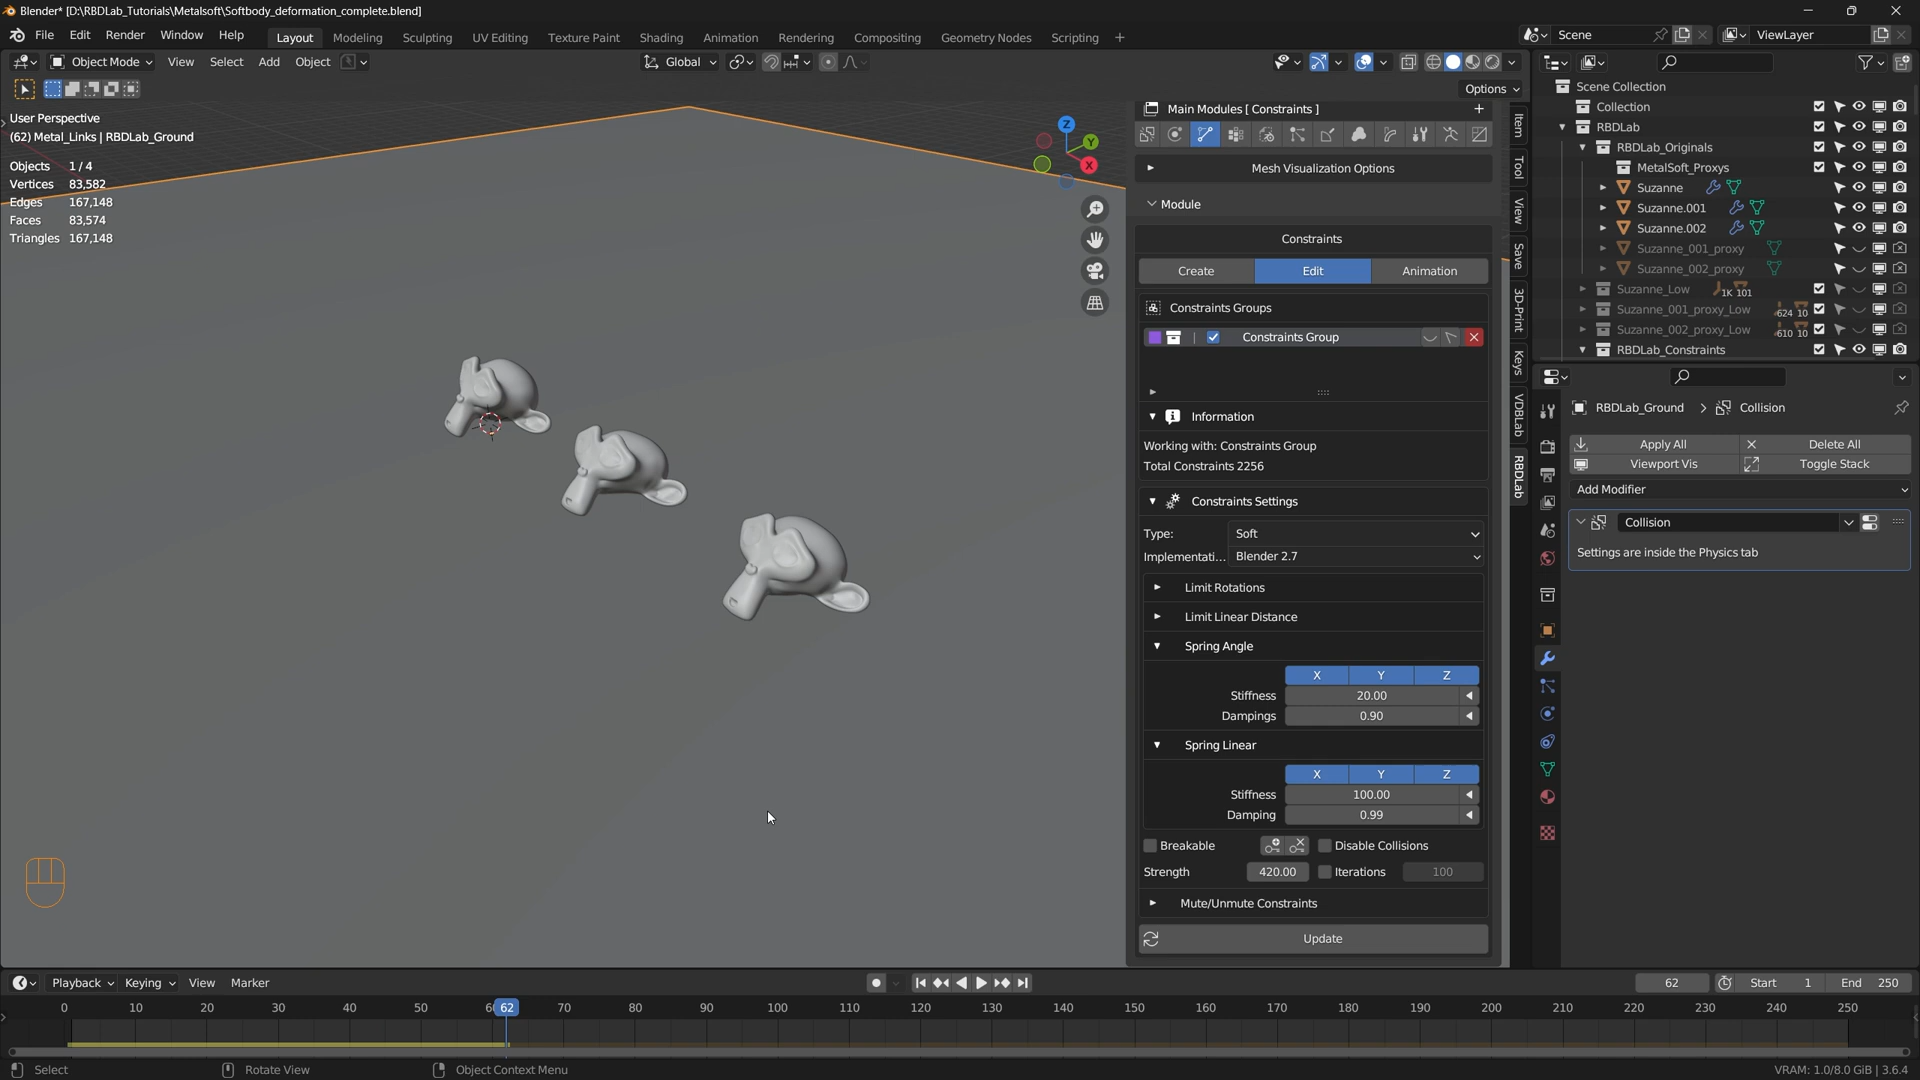 Blender* [D:\RBDLab_Tutorials\Metalsoft\Softbody_deformation_complete.blend]
File Edit Render Window Help Layout Modeling Sculpting UV Editing Texture Paint Shading Animation Rendering Compositing Geometry Nodes Scripting + Scene ViewLayer
Object Mode View Select Add Object Global
Options
User Perspective
(62) Metal_Links | RBDLab_Ground
Objects 1 / 4
Vertices 83,582
Edges 167,148
Faces 83,574
Triangles 167,148
Z
Y
X
Main Modules [ Constraints ]
Mesh Visualization Options
Module
Constraints
Create Edit Animation
Constraints Groups
Constraints Group
Information
Working with: Constraints Group
Total Constraints 2256
Constraints Settings
Type: Soft
Implementati... Blender 2.7
Limit Rotations
Limit Linear Distance
Spring Angle
X Y Z
Stiffness 20.00
Dampings 0.90
Spring Linear
X Y Z
Stiffness 100.00
Damping 0.99
Breakable Disable Collisions
Strength 420.00 Iterations 100
Mute/Unmute Constraints
Update
Item
Tool
View
Save
3D-Print
Keys
VDBLab
RBDLab
Scene Collection
Collection
RBDLab
RBDLab_Originals
MetalSoft_Proxys
Suzanne
Suzanne.001
Suzanne.002
Suzanne_001_proxy
Suzanne_002_proxy
Suzanne_Low 1K 101
Suzanne_001_proxy_Low 624 10
Suzanne_002_proxy_Low 610 10
RBDLab_Constraints
RBDLab_Ground > Collision
Apply All Delete All
Viewport Vis Toggle Stack
Add Modifier
Collision
Settings are inside the Physics tab
Playback Keying View Marker 62 Start 1 End 250
0 10 20 30 40 50 6 62 70 80 90 100 110 120 130 140 150 160 170 180 190 200 210 220 230 240 250
Select Rotate View Object Context Menu VRAM: 1.0/8.0 GiB | 3.6.4